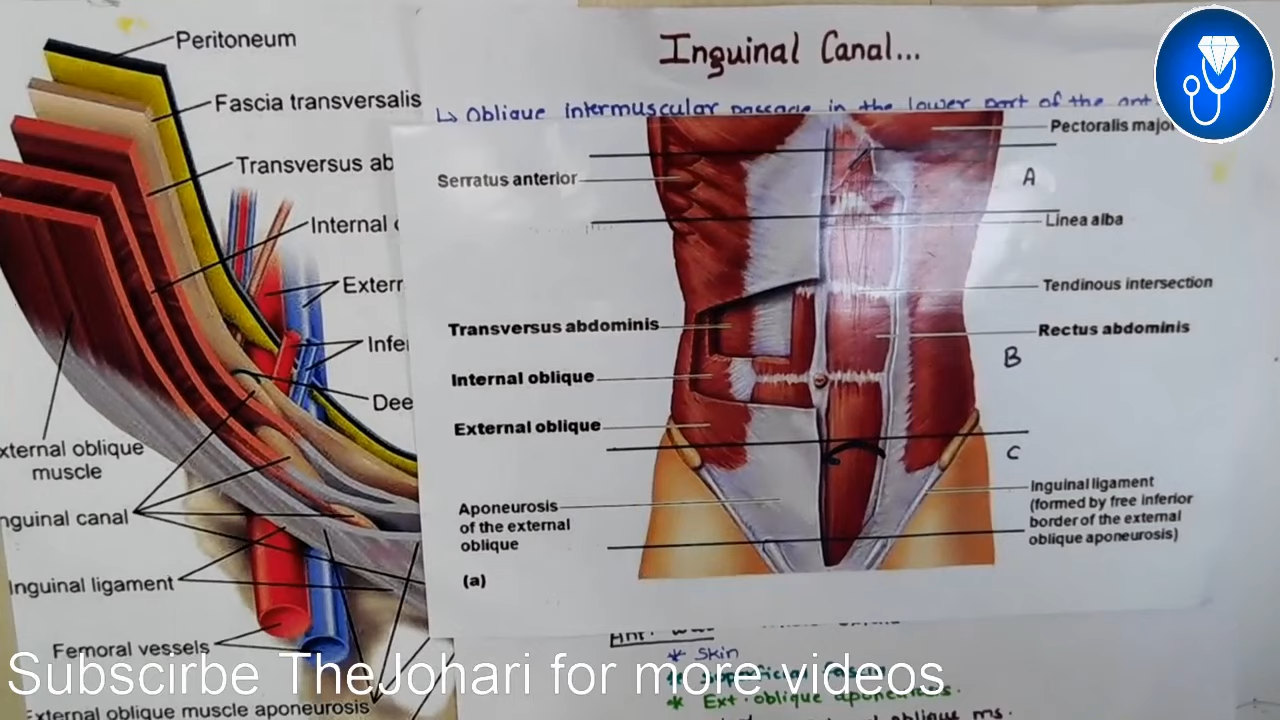 Peritoneum
Fascia transversalis
Transversus ab
Internal
Extern
Infe
Dee
xternal oblique
muscle
nguinal canal
Inguinal ligament
Femoral vessels
External oblique muscle aponeurosis
Inguinal Canal...
↳ Oblique intermuscular passage in the lower part of the ant.
Pectoralis major
Serratus anterior
A
Linea alba
Tendinous intersection
Transversus abdominis
Rectus abdominis
B
Internal oblique
External oblique
C
Aponeurosis
of the external
oblique
Inguinal ligament
(formed by free inferior
border of the external
oblique aponeurosis)
(a)
* Skin
* Superficial fascia
* Ext. oblique aponeurosis.
oblique ms.
Subscirbe TheJohari for more videos